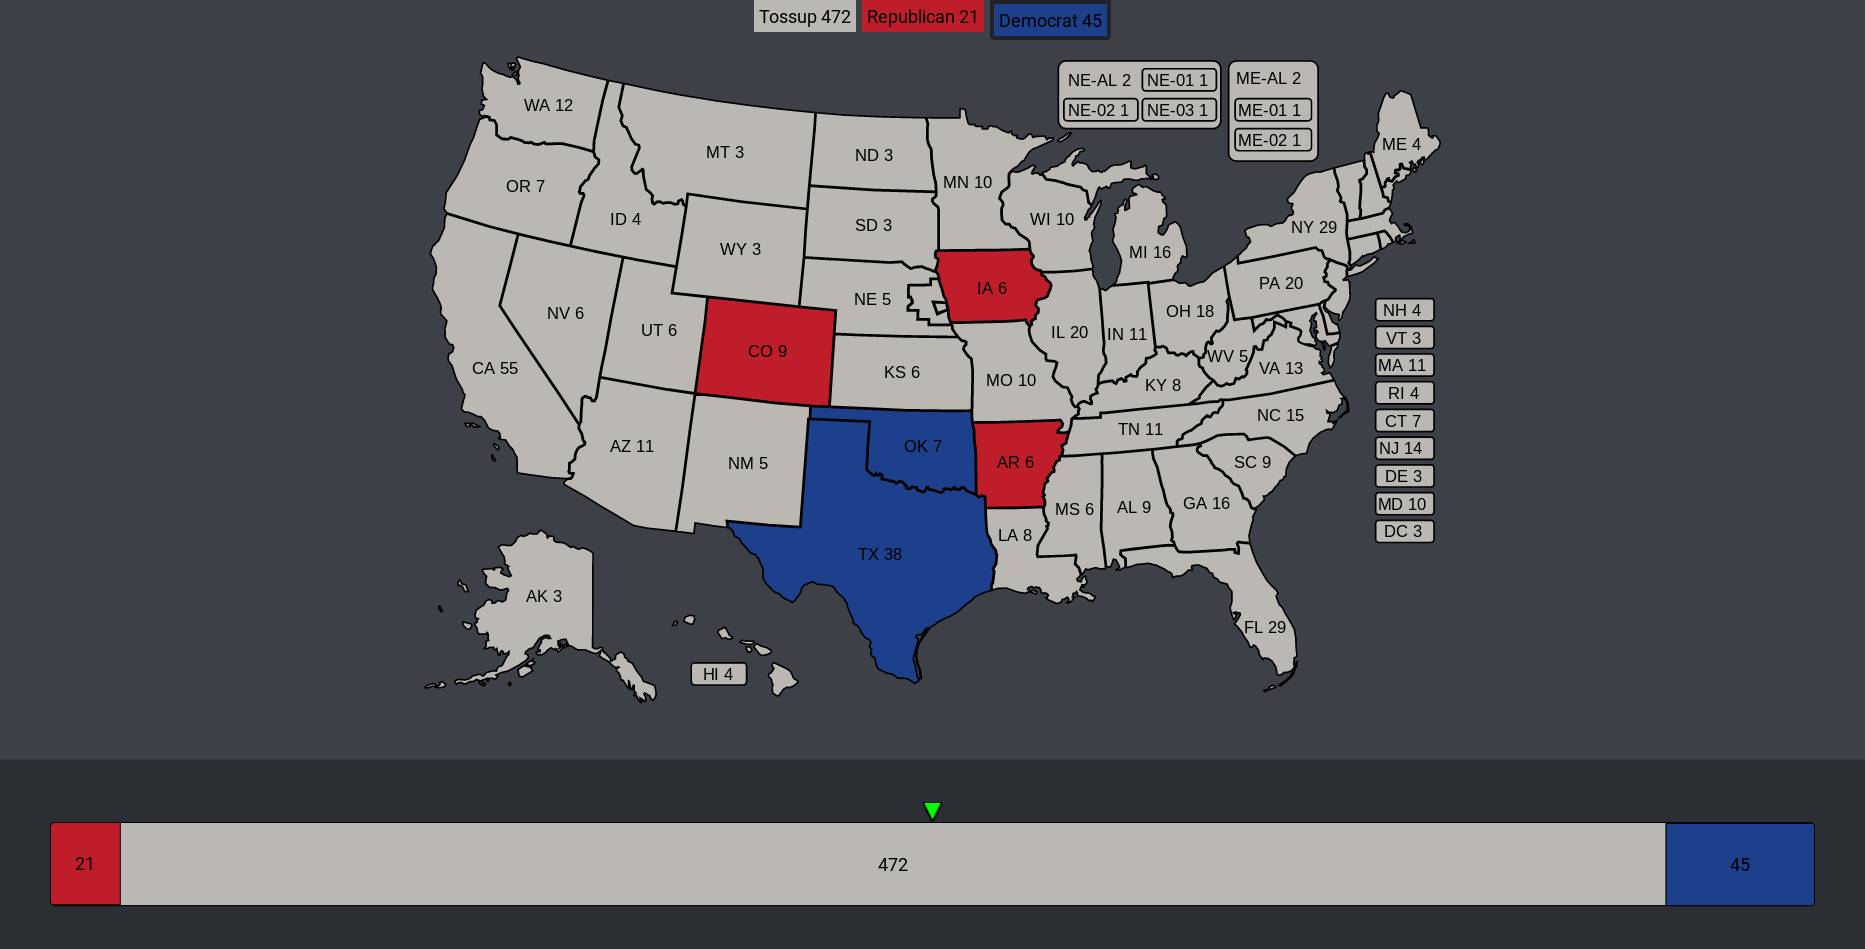 Tossup 472
Republican 21
Democrat 45
NE-AL 2
NE-01 1
NE-02 1
NE-03 1
ME-AL 2
ME-01 1
ME-02 1
WA 12
OR 7
ID 4
MT 3
ND 3
MN 10
WI 10
MI 16
NY 29
ME 4
SD 3
WY 3
NE 5
IA 6
IL 20
IN 11
OH 18
PA 20
CA 55
NV 6
UT 6
CO 9
KS 6
MO 10
KY 8
WV 5
VA 13
NC 15
TN 11
SC 9
AZ 11
NM 5
OK 7
AR 6
TX 38
LA 8
MS 6
AL 9
GA 16
FL 29
AK 3
HI 4
NH 4
VT 3
MA 11
RI 4
CT 7
NJ 14
DE 3
MD 10
DC 3
21
472
45